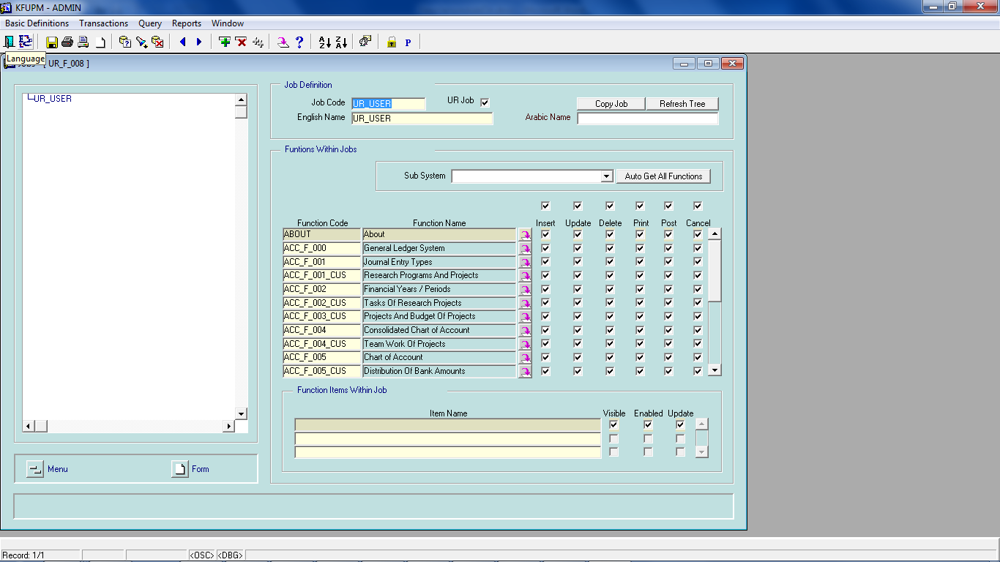 KFUPM - ADMIN
Basic Definitions Transactions Query Reports Window
Language
[ UR_F_008 ]
UR_USER
Job Definition
Job Code UR_USER UR Job Copy Job Refresh Tree
English Name UR_USER Arabic Name
Funtions Within Jobs
Sub System Auto Get All Functions
Function Code Function Name Insert Update Delete Print Post Cancel
ABOUT About
ACC_F_000 General Ledger System
ACC_F_001 Journal Entry Types
ACC_F_001_CUS Research Programs And Projects
ACC_F_002 Financial Years / Periods
ACC_F_002_CUS Tasks Of Research Projects
ACC_F_003_CUS Projects And Budget Of Projects
ACC_F_004 Consolidated Chart of Account
ACC_F_004_CUS Team Work Of Projects
ACC_F_005 Chart of Account
ACC_F_005_CUS Distribution Of Bank Amounts
Function Items Within Job
Item Name Visible Enabled Update
Menu Form
Record: 1/1 <OSC> <DBG>